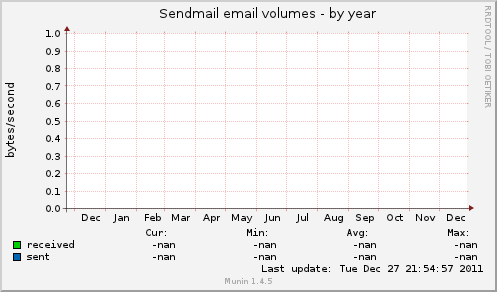 Sendmail email volumes - by year
RRDTOOL / TOBI OETIKER
bytes/second
1.0
0.9
0.8
0.7
0.6
0.5
0.4
0.3
0.2
0.1
0.0
Dec Jan Feb Mar Apr May Jun Jul Aug Sep Oct Nov Dec
Cur: Min: Avg: Max:
received -nan -nan -nan -nan
sent -nan -nan -nan -nan
Last update: Tue Dec 27 21:54:57 2011
Munin 1.4.5